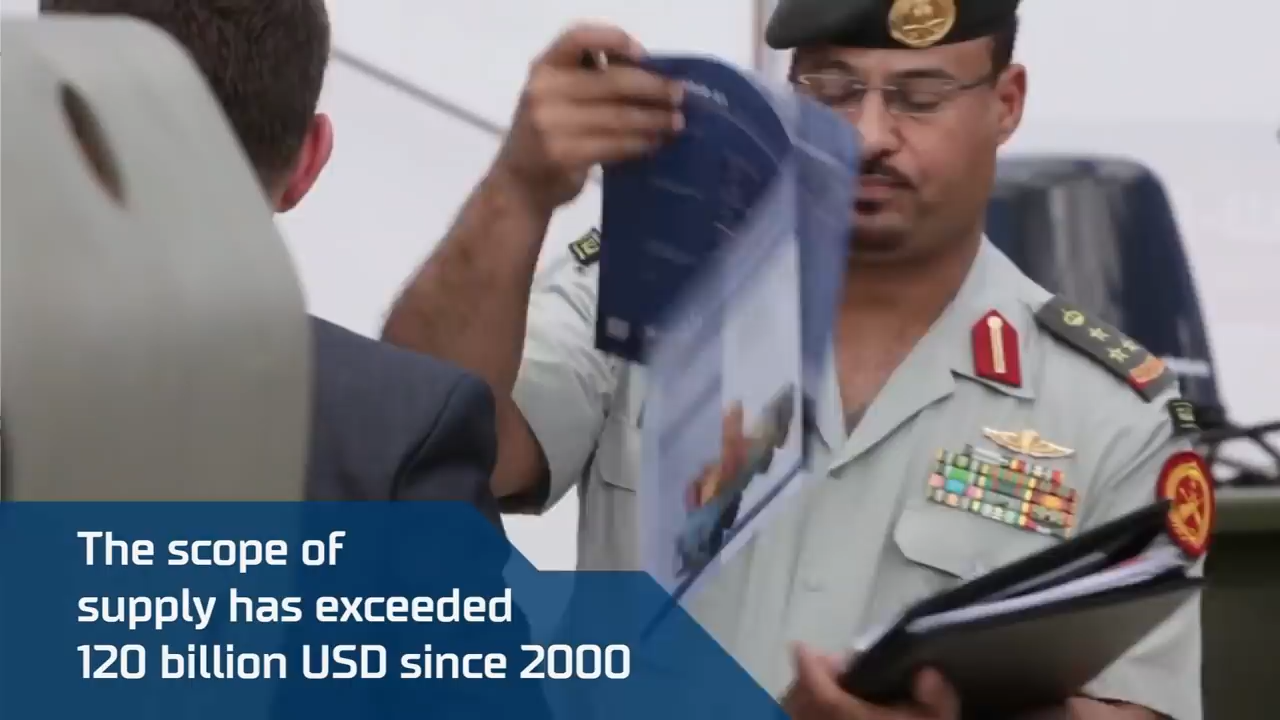 The scope of
supply has exceeded
120 billion USD since 2000